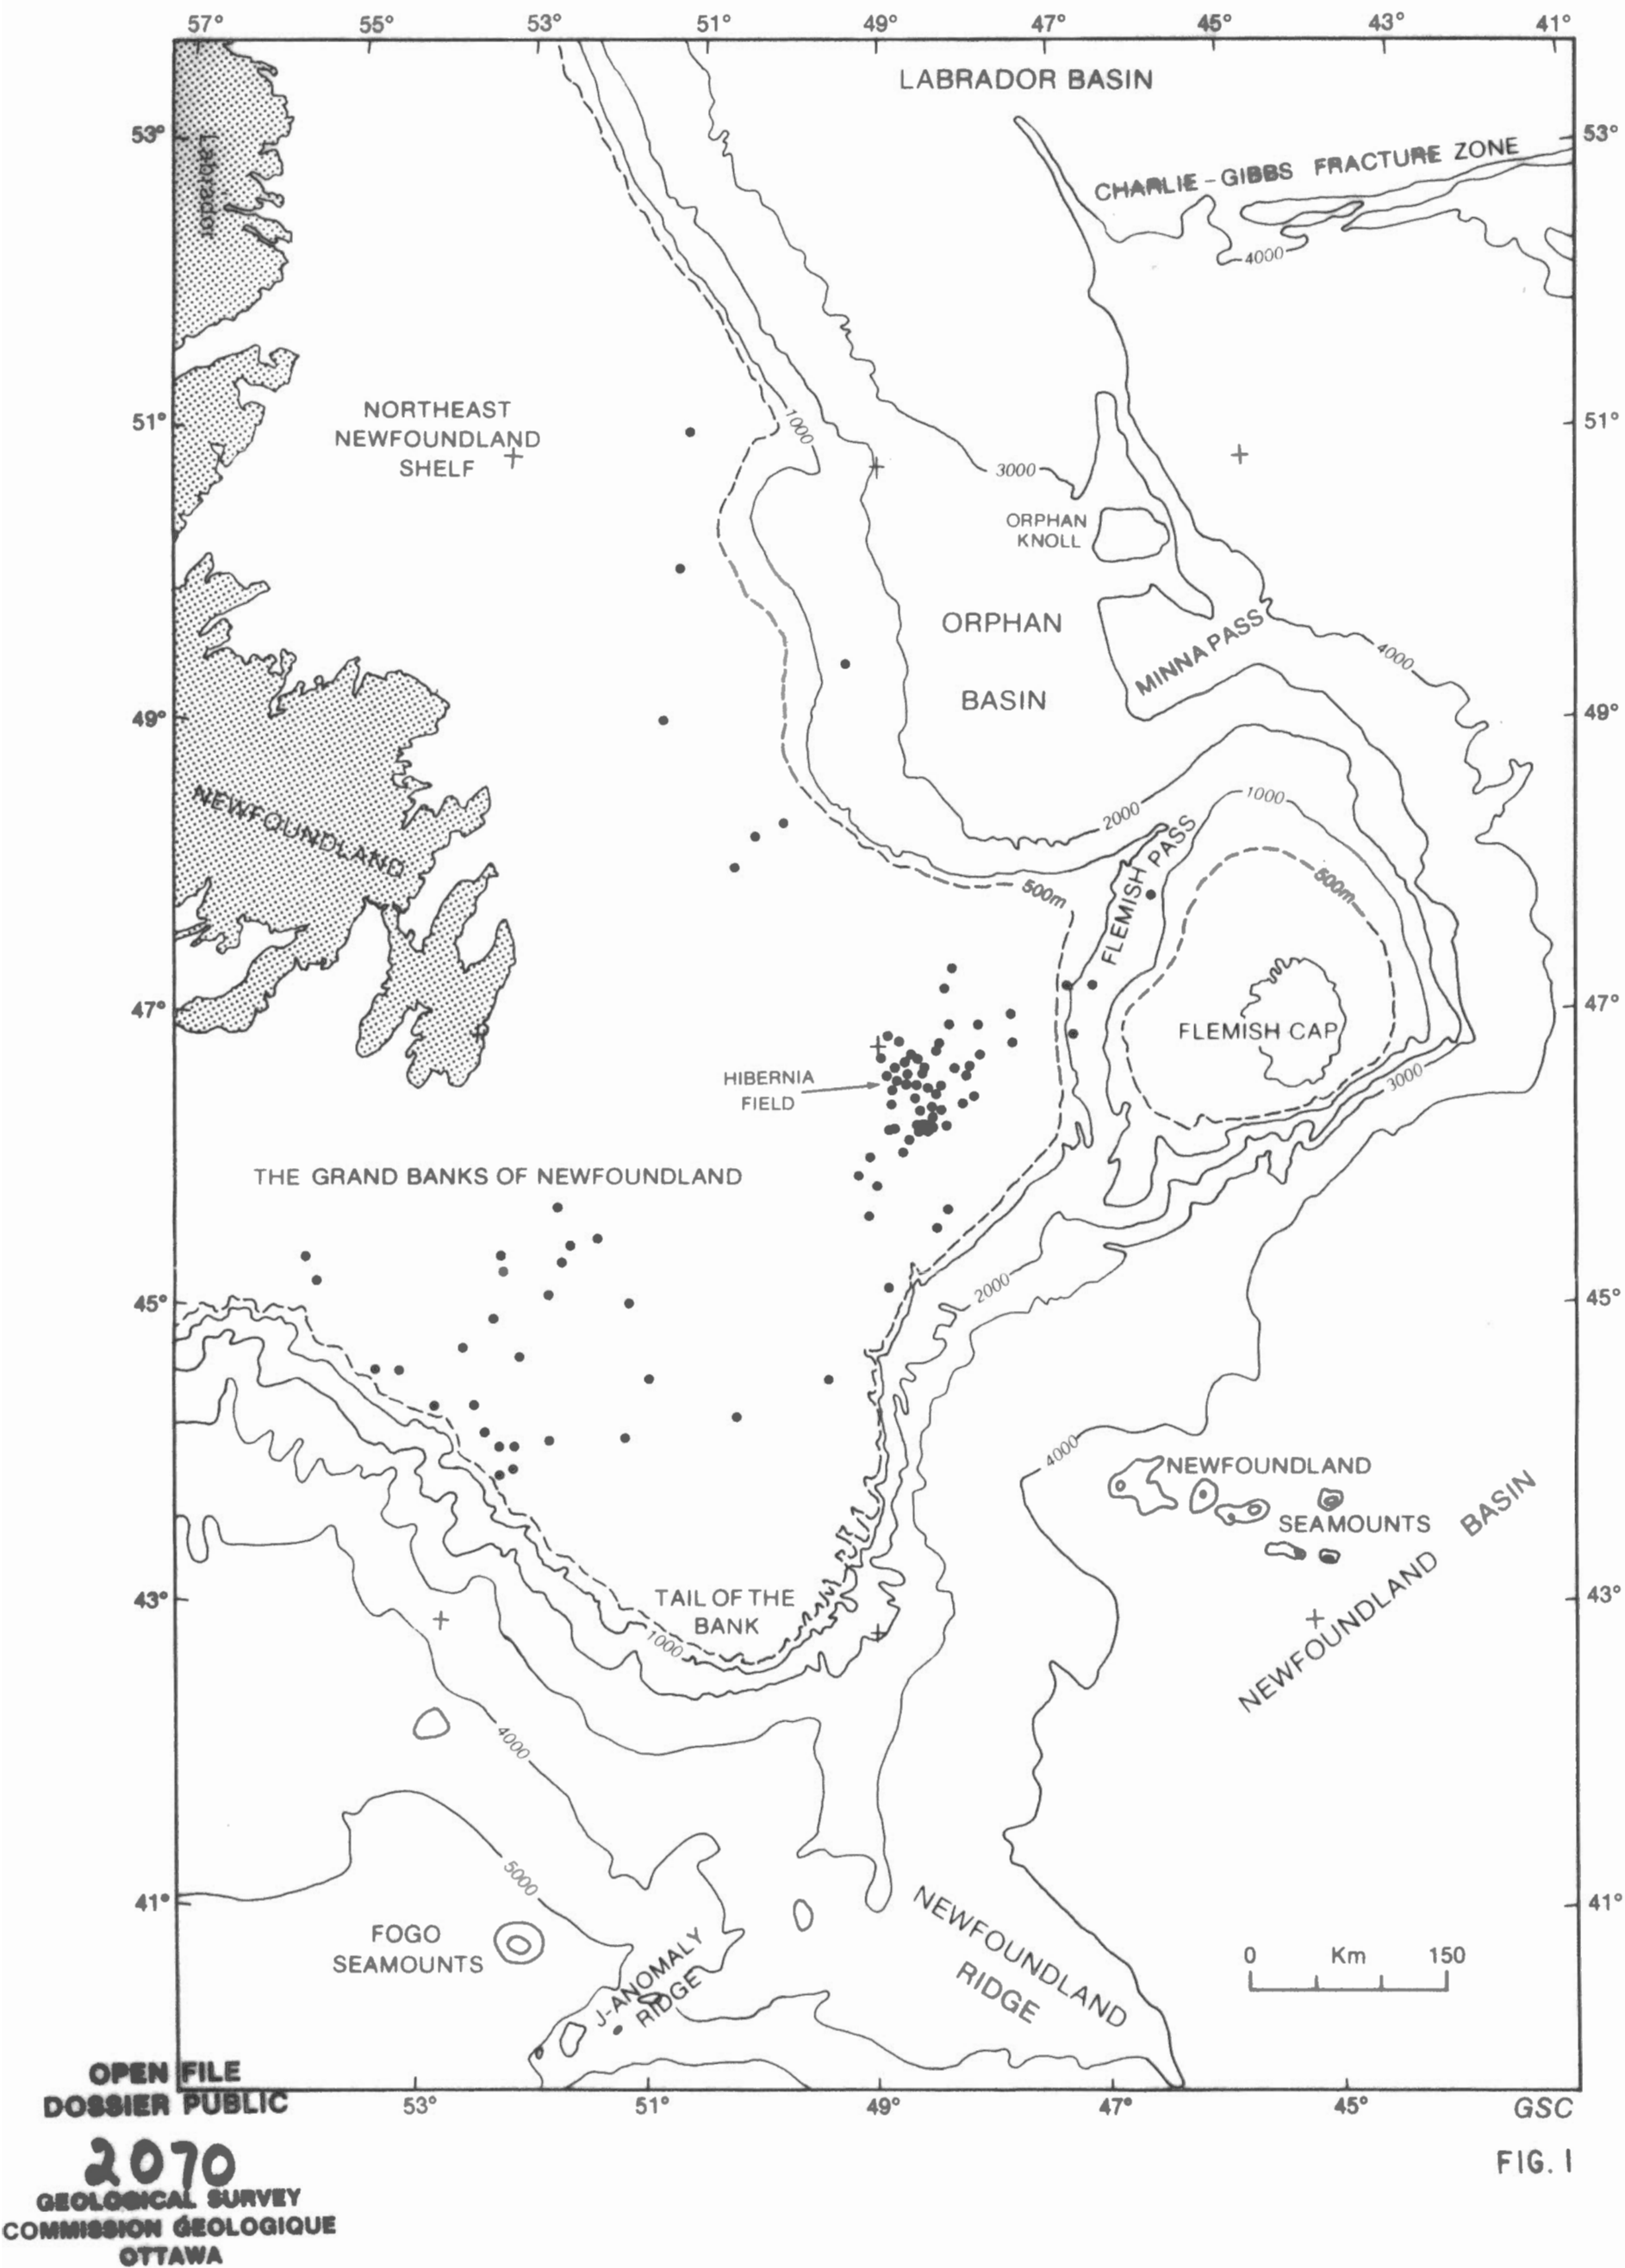 57° 55° 53° 51° 49° 47° 45° 43° 41°
LABRADOR BASIN
53° 53°
Labrador
CHARLIE-GIBBS FRACTURE ZONE
4000
NORTHEAST
NEWFOUNDLAND
SHELF
51° 51°
1000
3000
ORPHAN
KNOLL
ORPHAN
BASIN
MINNA PASS
4000
49° 49°
NEWFOUNDLAND
2000
1000
FLEMISH PASS
500m
500m
47° 47°
FLEMISH CAP
HIBERNIA
FIELD
3000
THE GRAND BANKS OF NEWFOUNDLAND
45° 45°
2000
4000
NEWFOUNDLAND
SEAMOUNTS
NEWFOUNDLAND BASIN
43° 43°
TAIL OF THE
BANK
1000
4000
5000
41° 41°
FOGO
SEAMOUNTS
J-ANOMALY
RIDGE
NEWFOUNDLAND
RIDGE
0 Km 150
53° 51° 49° 47° 45° GSC
FIG. 1
OPEN FILE
DOSSIER PUBLIC
2070
GEOLOGICAL SURVEY
COMMISSION GEOLOGIQUE
OTTAWA